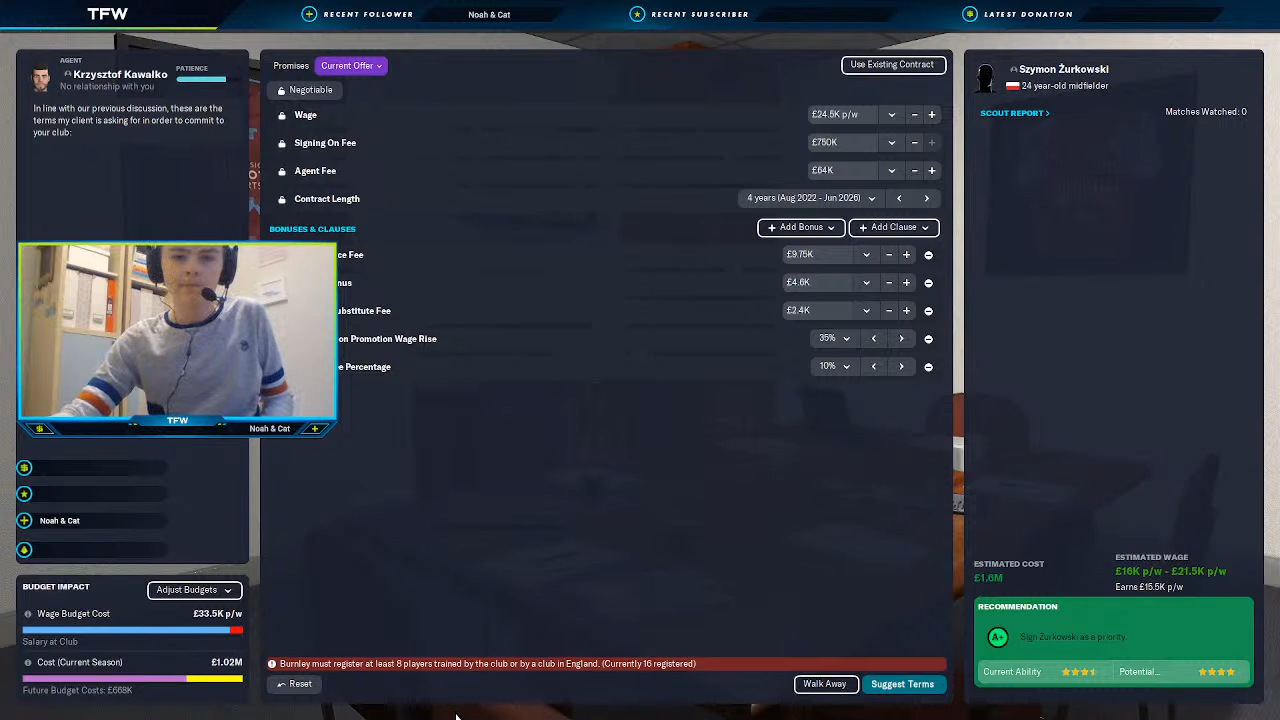 TFW
RECENT FOLLOWER
Noah & Cat
RECENT SUBSCRIBER
LATEST DONATION
AGENT
Krzysztof Kawalko
No relationship with you
PATIENCE
In line with our previous discussion, these are the
terms my client is asking for in order to commit to
your club:
Promises
Current Offer
Use Existing Contract
Negotiable
Wage
£24.5K p/w
Signing On Fee
£750K
Agent Fee
£64K
Contract Length
4 years (Aug 2022 - Jun 2026)
BONUSES & CLAUSES
+ Add Bonus
+ Add Clause
ce Fee
£9.75K
nus
£4.6K
ubstitute Fee
£2.4K
on Promotion Wage Rise
35%
e Percentage
10%
TFW
Noah & Cat
Noah & Cat
BUDGET IMPACT
Adjust Budgets
Wage Budget Cost
£33.5K p/w
Salary at Club
Cost (Current Season)
£1.02M
Future Budget Costs: £668K
Burnley must register at least 8 players trained by the club or by a club in England. (Currently 16 registered)
Reset
Walk Away
Suggest Terms
Szymon Żurkowski
24 year-old midfielder
SCOUT REPORT >
Matches Watched: 0
ESTIMATED COST
£1.6M
ESTIMATED WAGE
£16K p/w - £21.5K p/w
Earns £15.5K p/w
RECOMMENDATION
A+
Sign Żurkowski as a priority.
Current Ability
Potential...